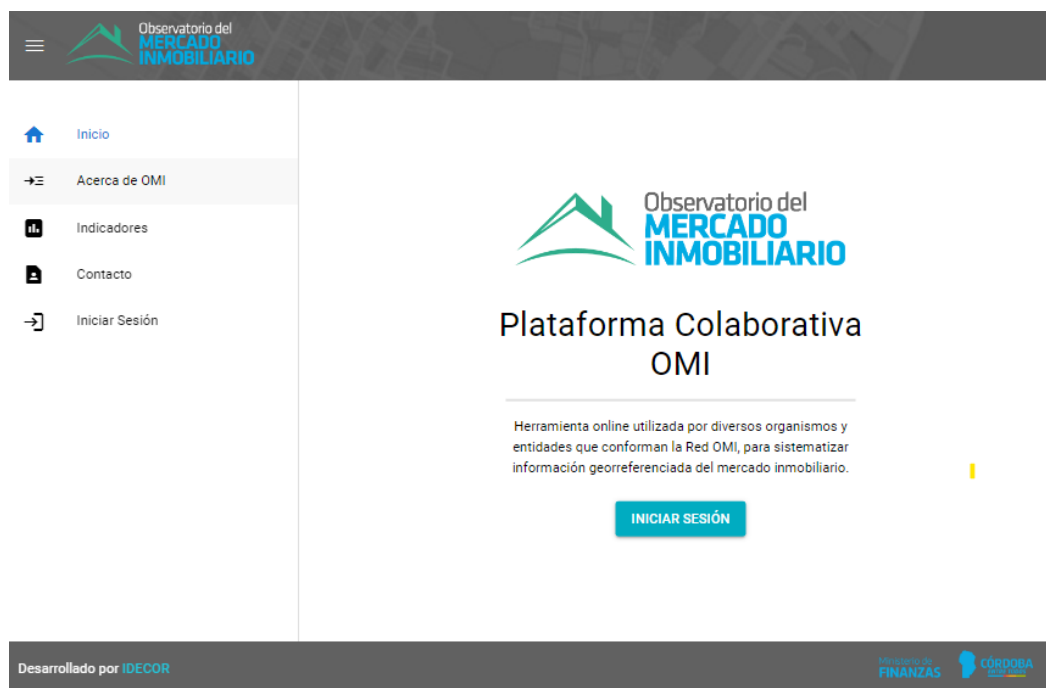 Observatorio del
MERCADO
INMOBILIARIO
Inicio
Acerca de OMI
Indicadores
Contacto
Iniciar Sesión
Observatorio del
MERCADO
INMOBILIARIO
Plataforma Colaborativa
OMI
Herramienta online utilizada por diversos organismos y
entidades que conforman la Red OMI, para sistematizar
información georreferenciada del mercado inmobiliario.
INICIAR SESIÓN
Desarrollado por IDECOR
Ministerio de
FINANZAS
CÓRDOBA